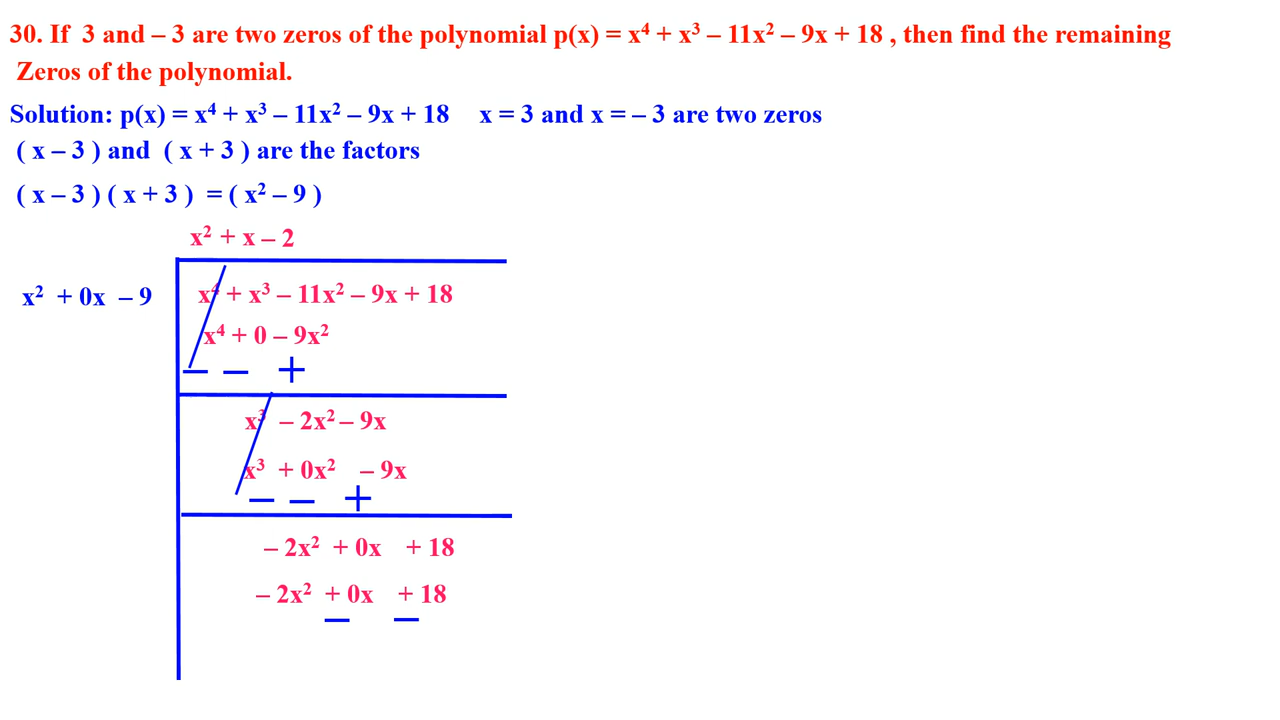 30. If 3 and – 3 are two zeros of the polynomial p(x) = x⁴ + x³ – 11x² – 9x + 18 , then find the remaining
Zeros of the polynomial.
Solution: p(x) = x⁴ + x³ – 11x² – 9x + 18 x = 3 and x = – 3 are two zeros
( x – 3 ) and ( x + 3 ) are the factors
( x – 3 ) ( x + 3 ) = ( x² – 9 )
x² + x – 2
x² + 0x – 9 x⁴ + x³ – 11x² – 9x + 18
x⁴ + 0 – 9x²
– – +
x³ – 2x² – 9x
x³ + 0x² – 9x
– – +
– 2x² + 0x + 18
– 2x² + 0x + 18
– –